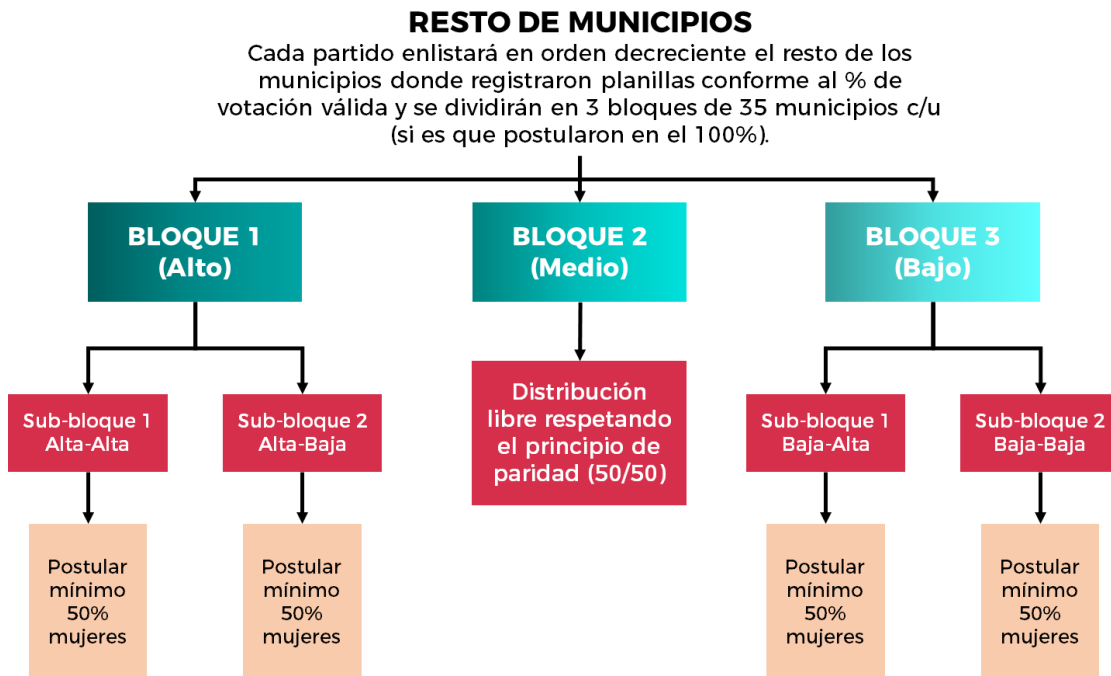 RESTO DE MUNICIPIOS
Cada partido enlistará en orden decreciente el resto de los
municipios donde registraron planillas conforme al % de
votación válida y se dividirán en 3 bloques de 35 municipios c/u
(si es que postularon en el 100%).
BLOQUE 1
(Alto)
BLOQUE 2
(Medio)
BLOQUE 3
(Bajo)
Sub-bloque 1
Alta-Alta
Sub-bloque 2
Alta-Baja
Distribución
libre respetando
el principio de
paridad (50/50)
Sub-bloque 1
Baja-Alta
Sub-bloque 2
Baja-Baja
Postular
mínimo
50%
mujeres
Postular
mínimo
50%
mujeres
Postular
mínimo
50%
mujeres
Postular
mínimo
50%
mujeres